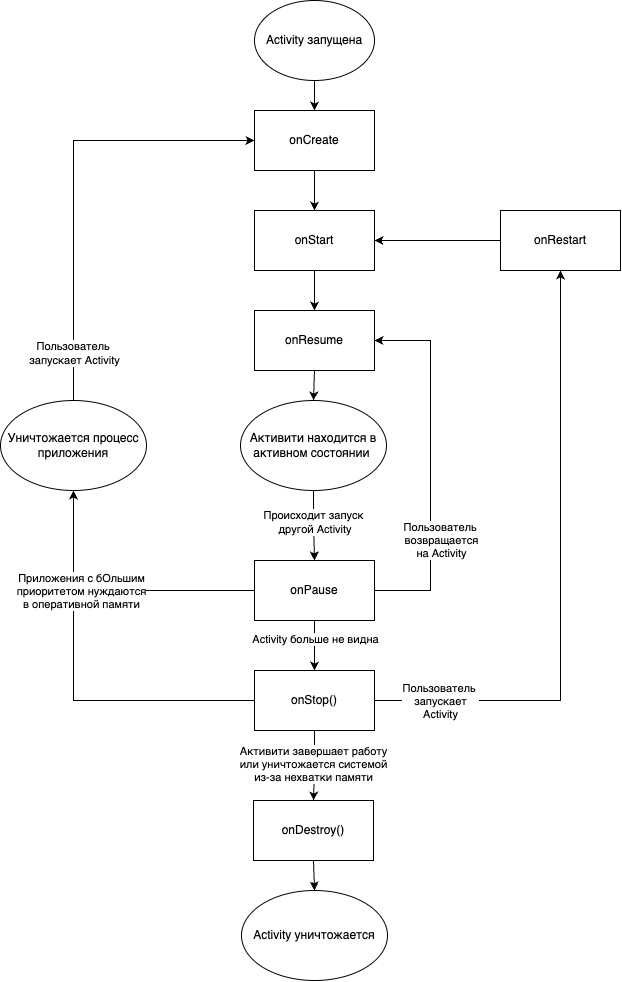 Activity запущена
onCreate
onStart
onRestart
onResume
Пользователь
запускает Activity
Уничтожается процесс
приложения
Активити находится в
активном состоянии
Происходит запуск
другой Activity
Пользователь
возвращается
на Activity
Приложения с бОльшим
приоритетом нуждаются
в оперативной памяти
onPause
Activity больше не видна
onStop()
Пользователь
запускает
Activity
Активити завершает работу
или уничтожается системой
из-за нехватки памяти
onDestroy()
Activity уничтожается